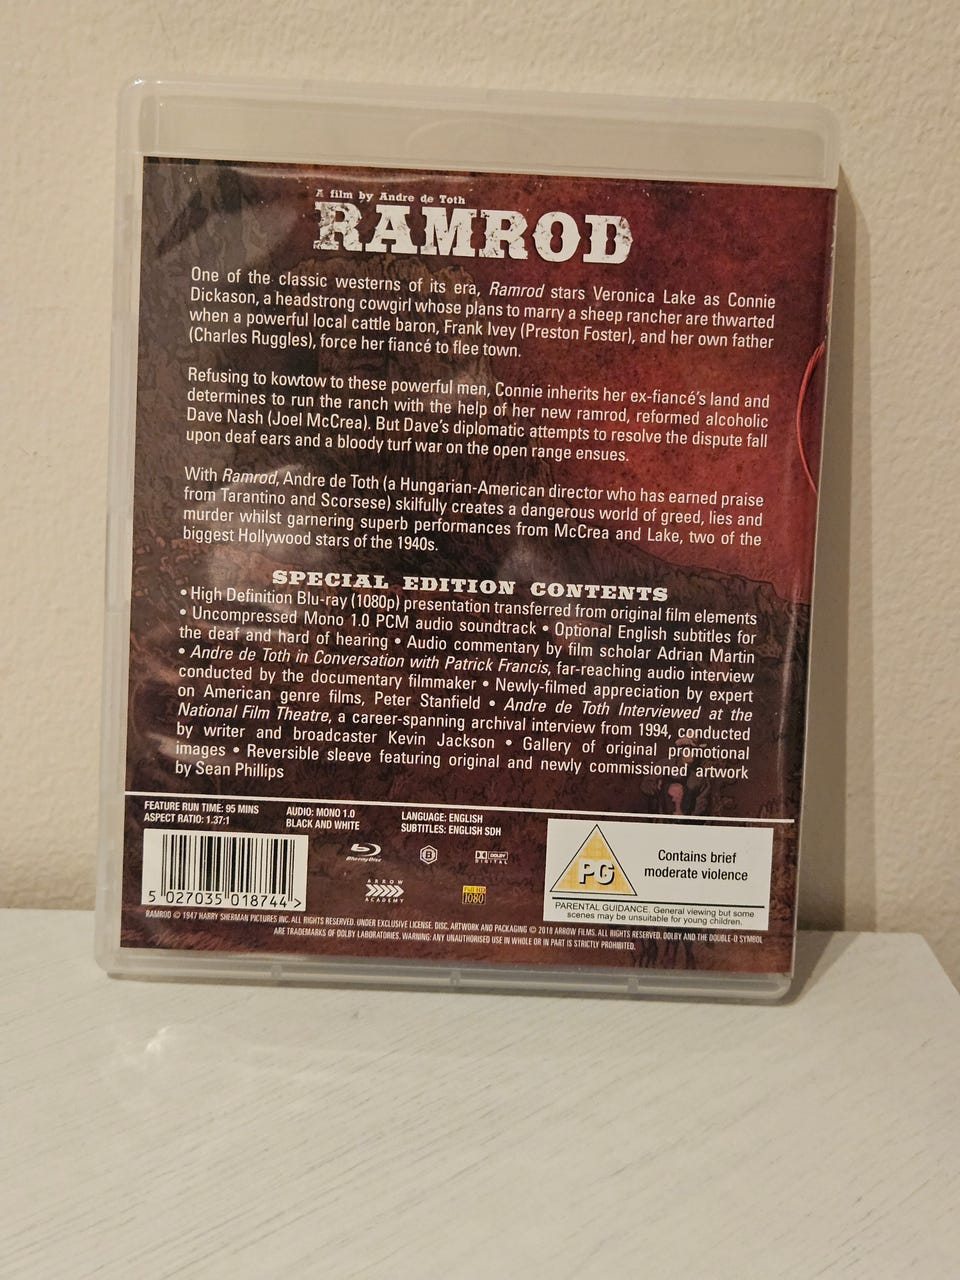 A film by Andre de Toth
RAMROD
One of the classic westerns of its era, Ramrod stars Veronica Lake as Connie
Dickason, a headstrong cowgirl whose plans to marry a sheep rancher are thwarted
when a powerful local cattle baron, Frank Ivey (Preston Foster), and her own father
(Charles Ruggles), force her fiancé to flee town.
Refusing to kowtow to these powerful men, Connie inherits her ex-fiancé's land and
determines to run the ranch with the help of her new ramrod, reformed alcoholic
Dave Nash (Joel McCrea). But Dave's diplomatic attempts to resolve the dispute fall
upon deaf ears and a bloody turf war on the open range ensues.
With Ramrod, Andre de Toth (a Hungarian-American director who has earned praise
from Tarantino and Scorsese) skilfully creates a dangerous world of greed, lies and
murder whilst garnering superb performances from McCrea and Lake, two of the
biggest Hollywood stars of the 1940s.
SPECIAL EDITION CONTENTS
• High Definition Blu-ray (1080p) presentation transferred from original film elements
• Uncompressed Mono 1.0 PCM audio soundtrack • Optional English subtitles for
the deaf and hard of hearing • Audio commentary by film scholar Adrian Martin
• Andre de Toth in Conversation with Patrick Francis, far-reaching audio interview
conducted by the documentary filmmaker • Newly-filmed appreciation by expert
on American genre films, Peter Stanfield • Andre de Toth Interviewed at the
National Film Theatre, a career-spanning archival interview from 1994, conducted
by writer and broadcaster Kevin Jackson • Gallery of original promotional
images • Reversible sleeve featuring original and newly commissioned artwork
by Sean Phillips
FEATURE RUN TIME: 95 MINS
ASPECT RATIO: 1.37:1
AUDIO: MONO 1.0
BLACK AND WHITE
LANGUAGE: ENGLISH
SUBTITLES: ENGLISH SDH
Blu-ray Disc
B
DOLBY
DIGITAL
ARROW
ACADEMY
FULL HD
1080
PG
Contains brief
moderate violence
PARENTAL GUIDANCE. General viewing but some
scenes may be unsuitable for young children.
5 027035 018744 >
RAMROD © 1947 HARRY SHERMAN PICTURES INC. ALL RIGHTS RESERVED. UNDER EXCLUSIVE LICENSE. DISC, ARTWORK AND PACKAGING © 2018 ARROW FILMS. ALL RIGHTS RESERVED. DOLBY AND THE DOUBLE-D SYMBOL
ARE TRADEMARKS OF DOLBY LABORATORIES. WARNING: ANY UNAUTHORISED USE IN WHOLE OR IN PART IS STRICTLY PROHIBITED.